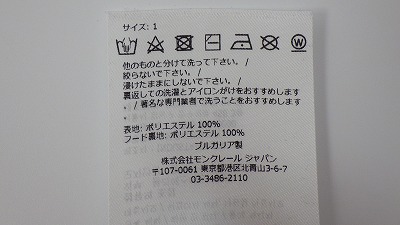 サイズ: 1
他のものと分けて洗って下さい。 /
絞らないで下さい。 /
浸けたままにしないで下さい。 /
裏返しての洗濯とアイロンがけをおすすめします
/ 著名な専門業者で洗うことをおすすめします
表地: ポリエステル 100%
フード裏地: ポリエステル 100%
ブルガリア製
株式会社モンクレール ジャパン
〒107-0061 東京都港区北青山3-6-7
03-3486-2110